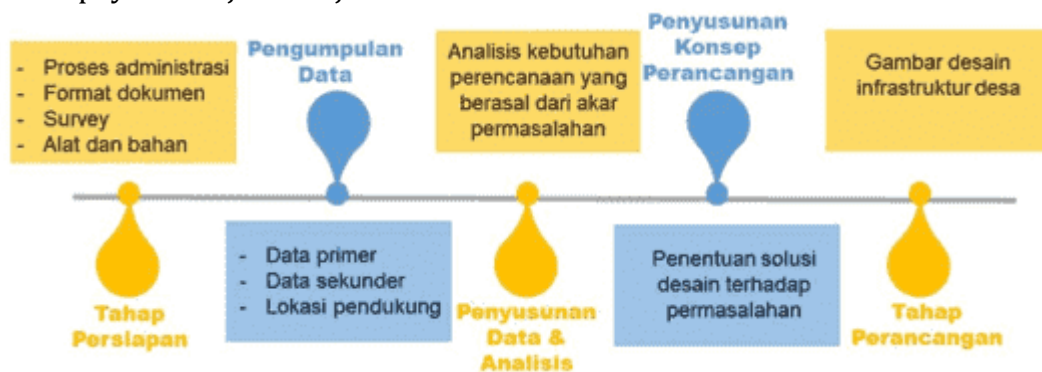 - Proses administrasi
- Format dokumen
- Survey
- Alat dan bahan
Tahap
Persiapan
Pengumpulan
Data
- Data primer
- Data sekunder
- Lokasi pendukung
Analisis kebutuhan
perencanaan yang
berasal dari akar
permasalahan
Penyusunan
Data &
Analisis
Penyusunan
Konsep
Perancangan
Penentuan solusi
desain terhadap
permasalahan
Gambar desain
infrastruktur desa
Tahap
Perancangan